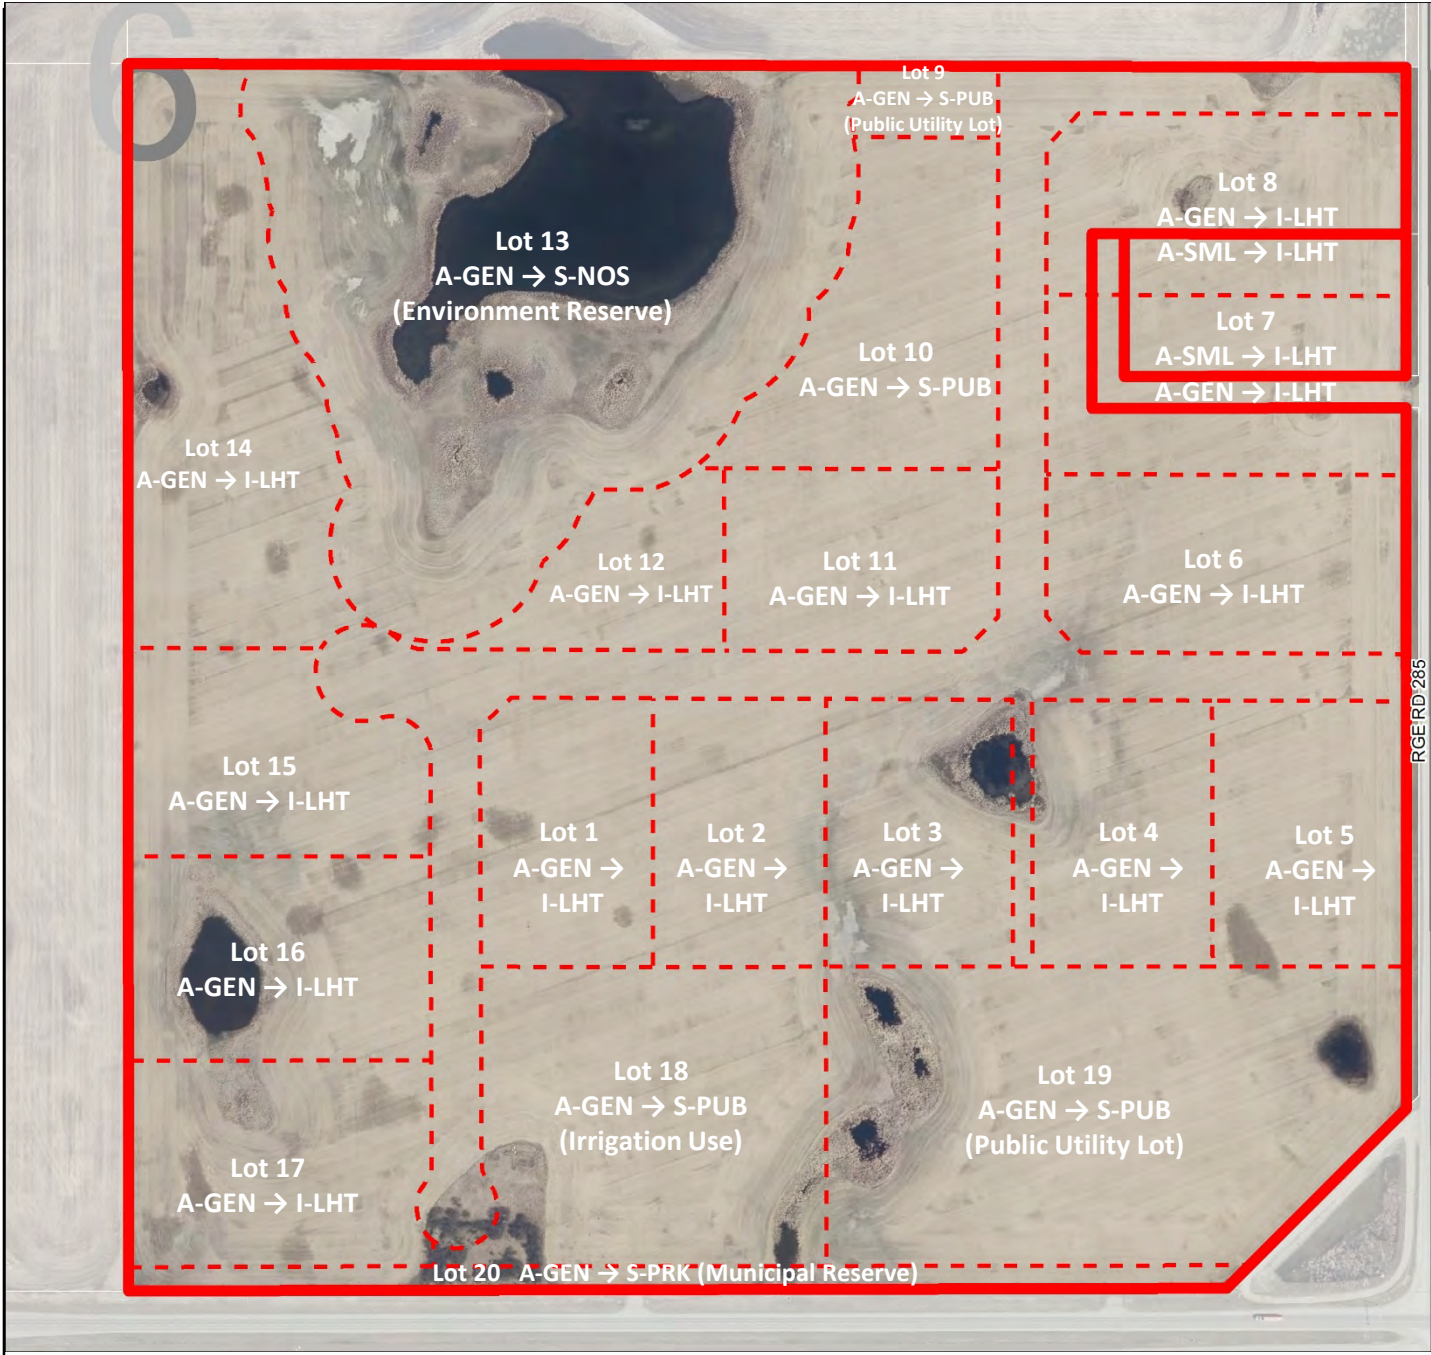 6
Lot 9
A-GEN → S-PUB
(Public Utility Lot)
Lot 8
A-GEN → I-LHT
A-SML → I-LHT
Lot 13
A-GEN → S-NOS
(Environment Reserve)
Lot 7
A-SML → I-LHT
A-GEN → I-LHT
Lot 10
A-GEN → S-PUB
Lot 14
A-GEN → I-LHT
Lot 12
A-GEN → I-LHT
Lot 11
A-GEN → I-LHT
Lot 6
A-GEN → I-LHT
RGE RD 285
Lot 15
A-GEN → I-LHT
Lot 1
A-GEN →
I-LHT
Lot 2
A-GEN →
I-LHT
Lot 3
A-GEN →
I-LHT
Lot 4
A-GEN →
I-LHT
Lot 5
A-GEN →
I-LHT
Lot 16
A-GEN → I-LHT
Lot 18
A-GEN → S-PUB
(Irrigation Use)
Lot 19
A-GEN → S-PUB
(Public Utility Lot)
Lot 17
A-GEN → I-LHT
Lot 20 A-GEN → S-PRK (Municipal Reserve)